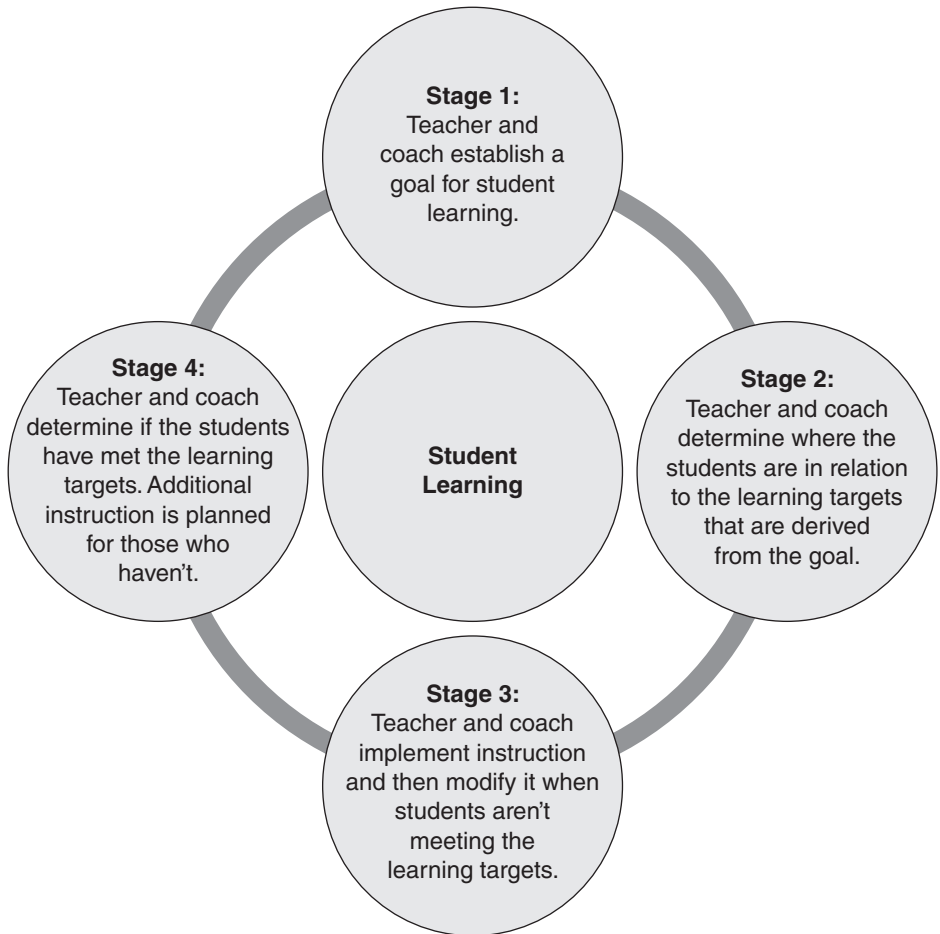 Stage 1:
Teacher and
coach establish a
goal for student
learning.
Stage 2:
Teacher and coach
determine where the
students are in relation
to the learning targets
that are derived
from the goal.
Stage 3:
Teacher and coach
implement instruction
and then modify it when
students aren't
meeting the
learning targets.
Stage 4:
Teacher and coach
determine if the students
have met the learning
targets. Additional
instruction is planned
for those who
haven't.
Student
Learning